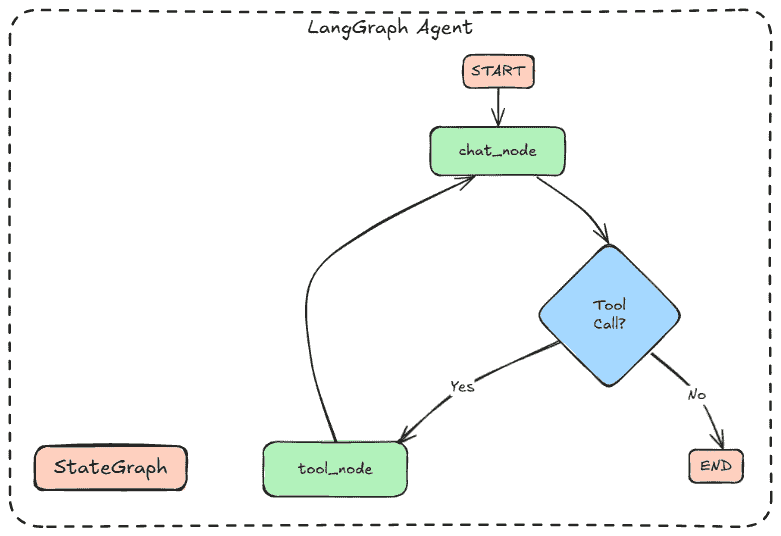 LangGraph Agent
START
chat_node
Tool
Call?
Yes
No
StateGraph
tool_node
END